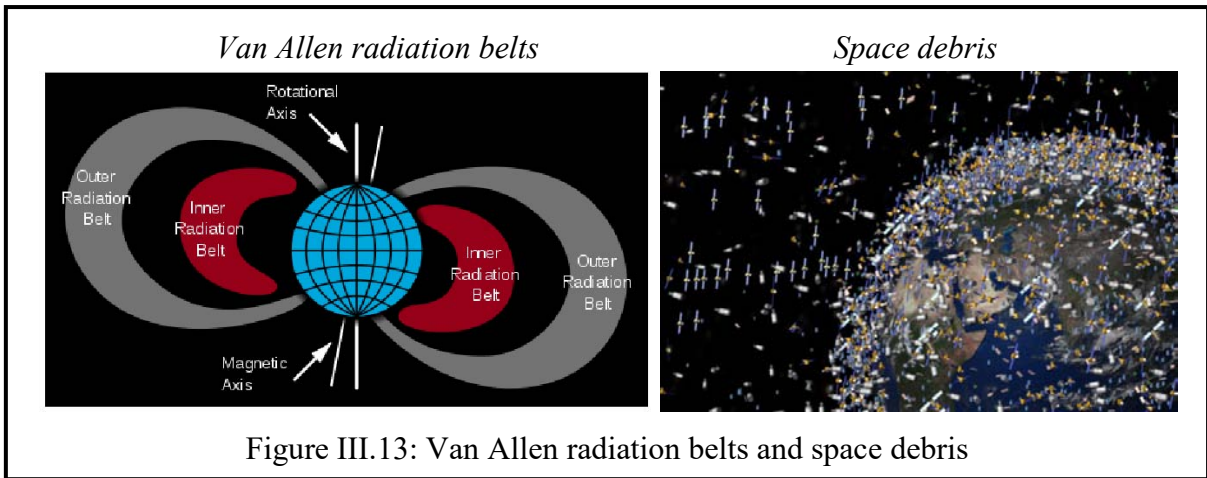 Van Allen radiation belts
Space debris
Rotational
Axis
Outer
Radiation
Belt
Inner
Radiation
Belt
Inner
Radiation
Belt
Outer
Radiation
Belt
Magnetic
Axis
Figure III.13: Van Allen radiation belts and space debris